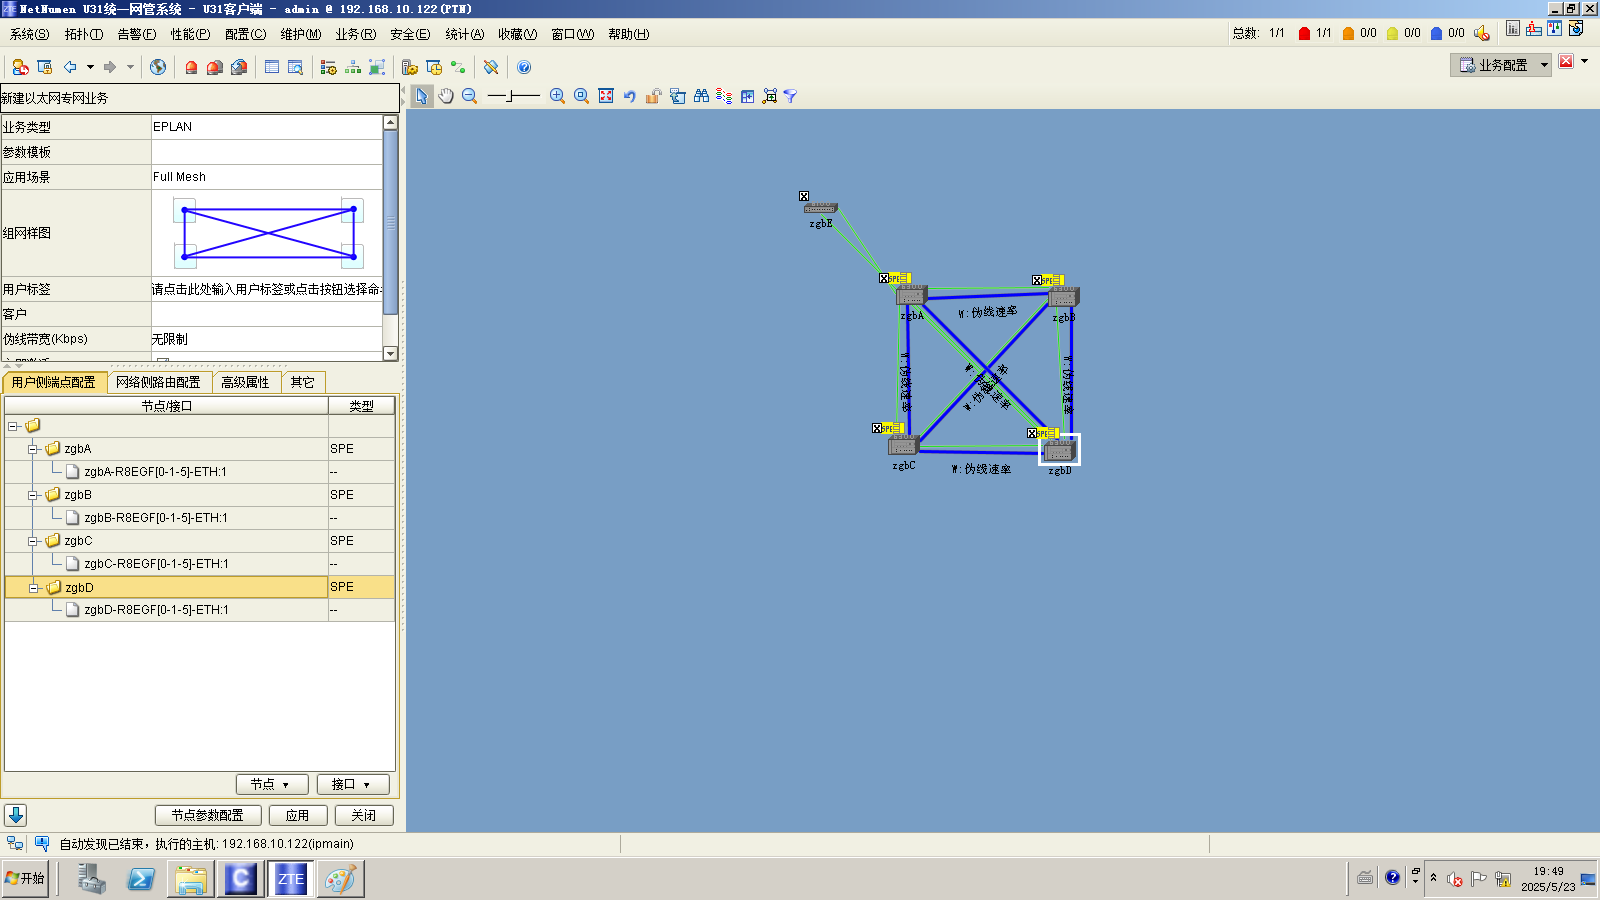 NetNumen U31统一网管系统 - U31客户端 - admin @ 192.168.10.122(PTN)
系统(S) 拓扑(T) 告警(F) 性能(P) 配置(C) 维护(M) 业务(R) 安全(E) 统计(A) 收藏(V) 窗口(W) 帮助(H)
总数: 1/1 1/1 0/0 0/0 0/0
业务配置
新建以太网专网业务
业务类型 EPLAN
参数模板
应用场景 Full Mesh
组网样图
用户标签 请点击此处输入用户标签或点击按钮选择命名
客户
伪线带宽(Kbps) 无限制
用户侧端点配置 网络侧路由配置 高级属性 其它
节点/接口 类型
zgbA SPE
zgbA-R8EGF[0-1-5]-ETH:1 --
zgbB SPE
zgbB-R8EGF[0-1-5]-ETH:1 --
zgbC SPE
zgbC-R8EGF[0-1-5]-ETH:1 --
zgbD SPE
zgbD-R8EGF[0-1-5]-ETH:1 --
节点 接口
节点参数配置 应用 关闭
zgbE
SPE
zgbA
SPE
zgbB
W:伪线速率
W:伪线速率
W:伪线速率
W:伪线速率
W:伪线速率
SPE
zgbC
SPE
zgbD
W:伪线速率
自动发现已结束，执行的主机: 192.168.10.122(ipmain)
开始
C
ZTE
19:49
2025/5/23